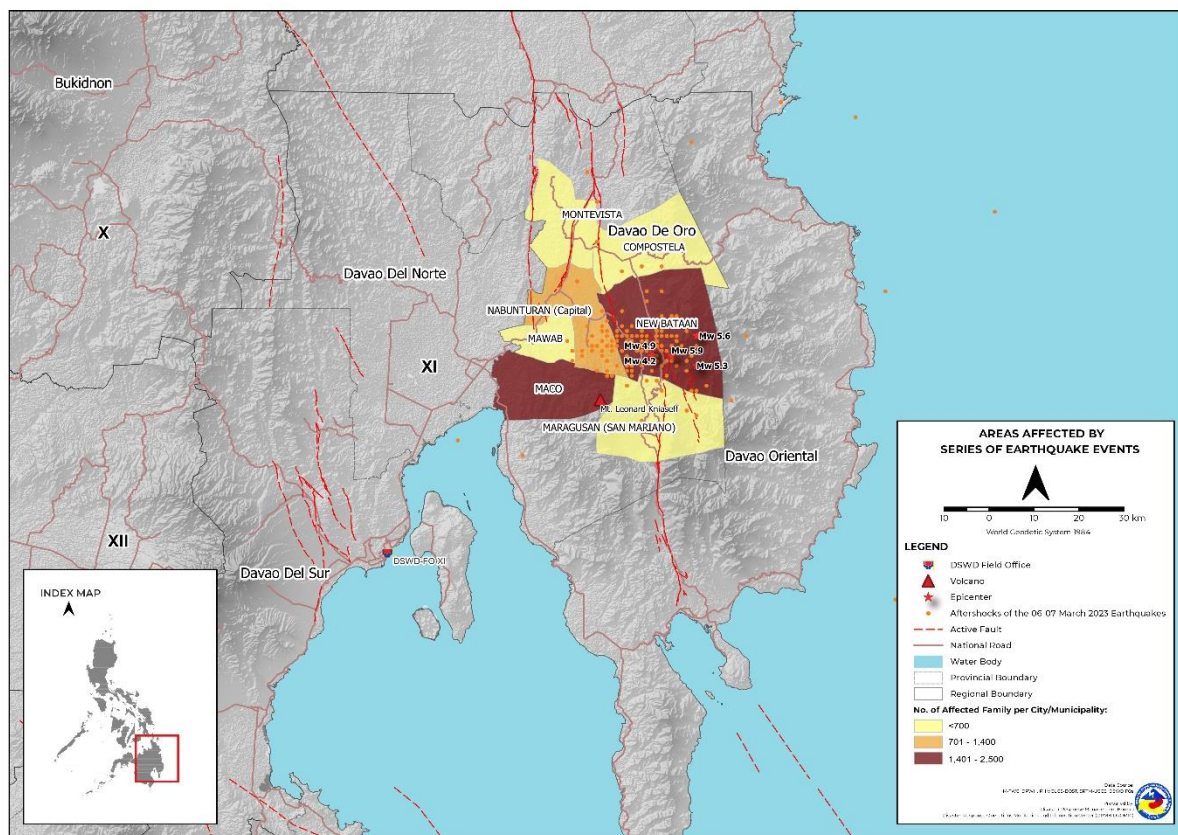 Bukidnon
X
Davao Del Norte
MONTEVISTA
Davao De Oro
COMPOSTELA
NABUNTURAN (Capital)
NEW BATAAN
MAWAB
Mw 5.6
Mw 4.9
Mw 5.9
Mw 4.2
Mw 5.3
XI
MACO
Mt. Leonard Kniaseff
MARAGUSAN (SAN MARIANO)
Davao Oriental
XII
DSWD-FO XI
Davao Del Sur
INDEX MAP
AREAS AFFECTED BY
SERIES OF EARTHQUAKE EVENTS
10 0 10 20 30 km
World Geodetic System 1984
LEGEND
DSWD Field Office
Volcano
Epicenter
Aftershocks of the 06-07 March 2023 Earthquakes
Active Fault
National Road
Water Body
Provincial Boundary
Regional Boundary
No. of Affected Family per City/Municipality:
<700
701 - 1,400
1,401 - 2,500
Data Source:
Prepared by: